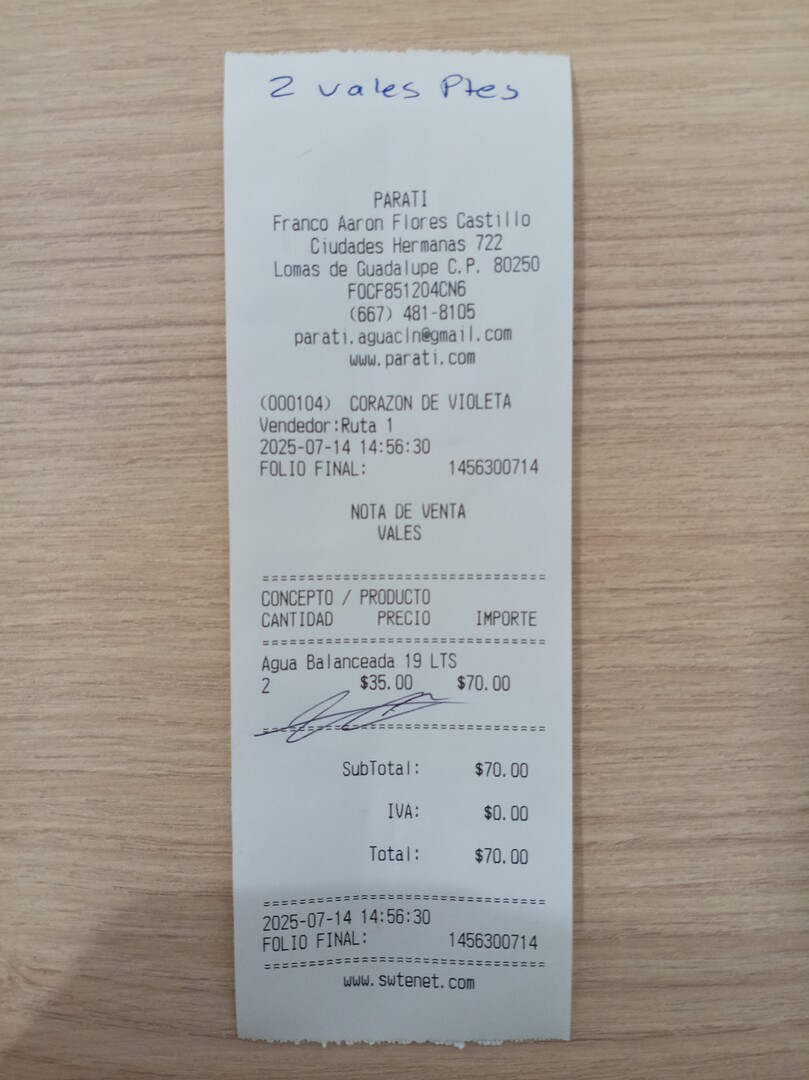 2 vales Ptes
PARATI
Franco Aaron Flores Castillo
Ciudades Hermanas 722
Lomas de Guadalupe C.P. 80250
FOCF851204CN6
(667) 481-8105
parati.aguacln@gmail.com
www.parati.com
(000104) CORAZON DE VIOLETA
Vendedor:Ruta 1
2025-07-14 14:56:30
FOLIO FINAL: 1456300714
NOTA DE VENTA
VALES
==============================
CONCEPTO / PRODUCTO
CANTIDAD PRECIO IMPORTE
==============================
Agua Balanceada 19 LTS
2 $35.00 $70.00
==============================
SubTotal: $70.00
IVA: $0.00
Total: $70.00
==============================
2025-07-14 14:56:30
FOLIO FINAL: 1456300714
==============================
www.swtenet.com